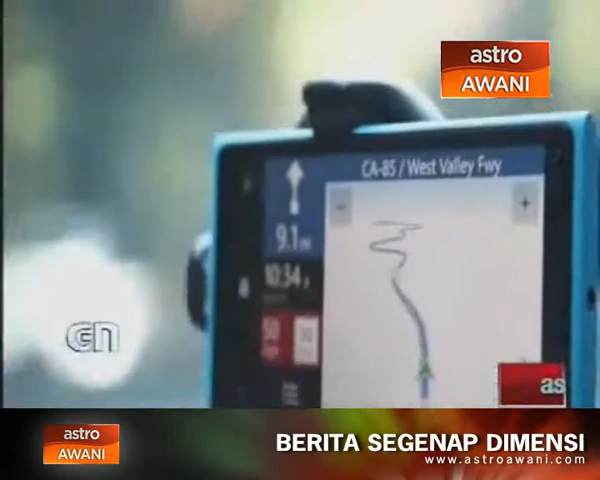 astro
AWANI
CA-85 / West Valley Fwy
9.1
10:34
50
as
astro
AWANI
BERITA SEGENAP DIMENSI
www.astroawani.com